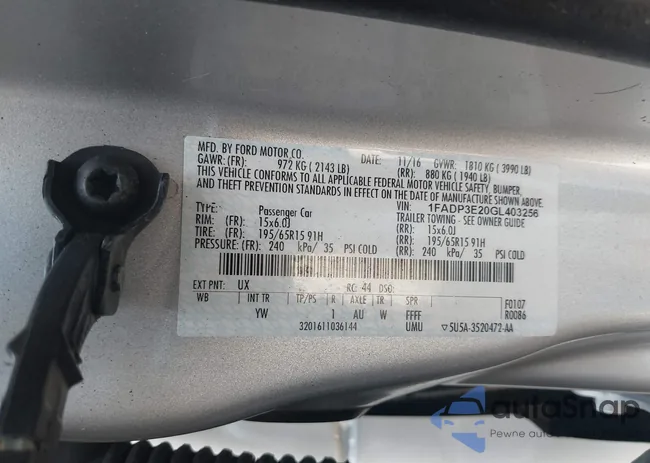 MFD. BY FORD MOTOR CO.
GAWR: (FR): 972 KG ( 2143 LB) 11/16 GVWR: 1810 KG ( 3990 LB)
(RR): 880 KG ( 1940 LB)
THIS VEHICLE CONFORMS TO ALL APPLICABLE FEDERAL MOTOR VEHICLE SAFETY, BUMPER,
AND THEFT PREVENTION STANDARDS IN EFFECT ON THE DATE OF MANUFACTURE SHOWN ABOVE.
VIN: 1FADP3E20GL403256
TYPE: Passenger Car TRAILER TOWING - SEE OWNER GUIDE
RIM: (FR): 15x6.0J (RR): 15x6.0J
TIRE: (FR): 195/65R15 91H (RR): 195/65R15 91H
PRESSURE: (FR): 240 kPa/ 35 PSI COLD (RR): 240 kPa/ 35 PSI COLD
EXT PNT: UX RC: 44 DSO:
WB INT TR TP/PS R AXLE TR SPR F0107
YW 1 AU W FFFF R0086
3201611036144 UMU ▽5U5A-3520472-AA
autoSnap
Pewne auto